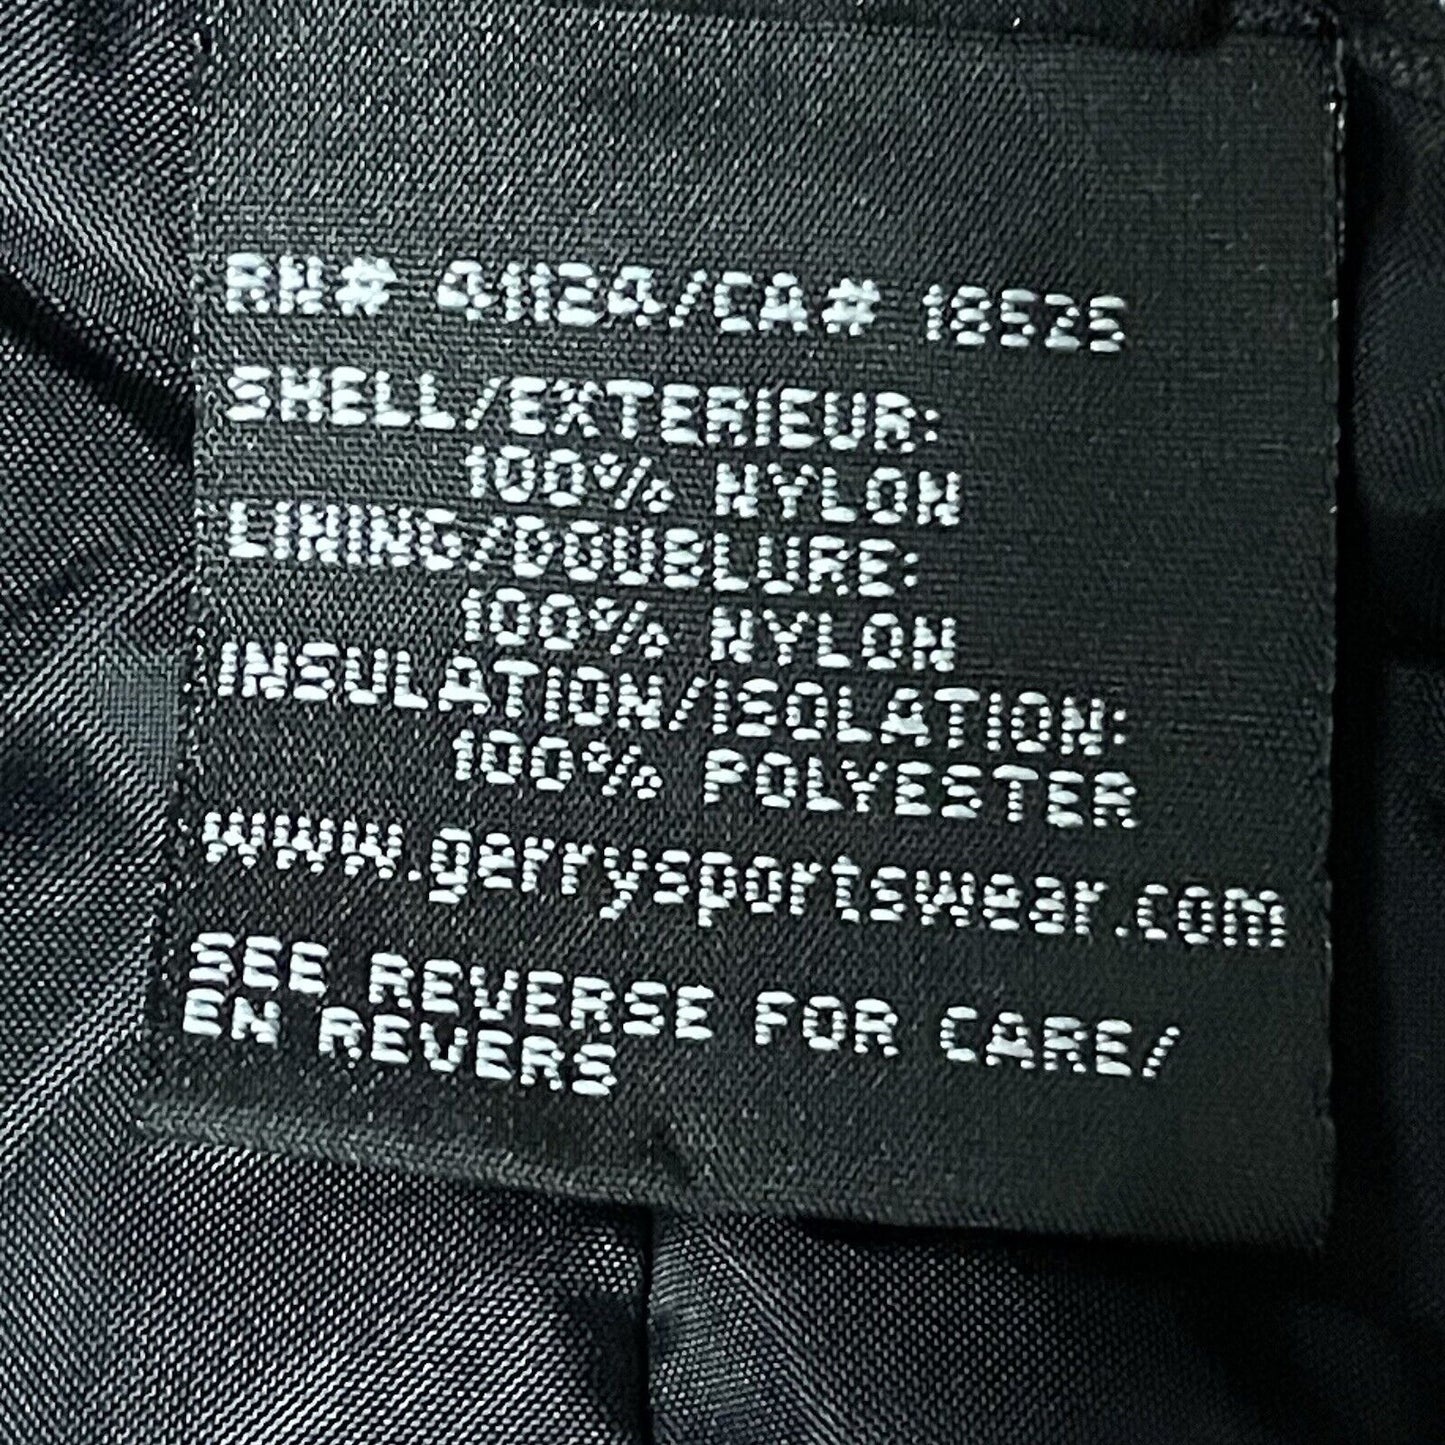 RN# 41124/CA# 18525
SHELL/EXTERIEUR:
100% NYLON
LINING/DOUBLURE:
100% NYLON
INSULATION/ISOLATION:
100% POLYESTER
www.garrysportswear.com
SEE REVERSE FOR CARE/
EN REVERS